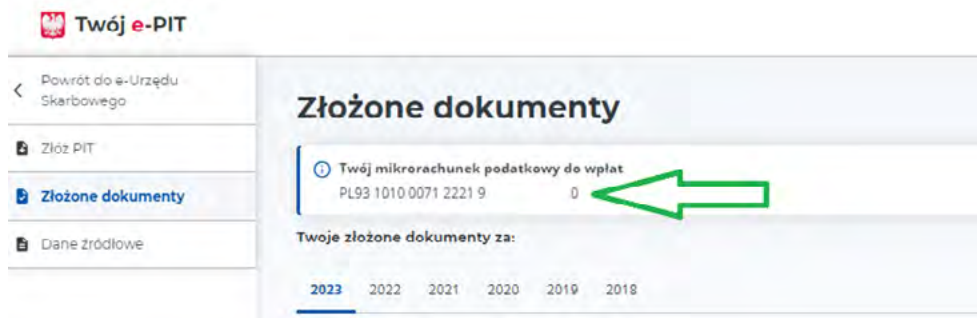 Twój e-PIT
Powrót do e-Urzędu
Skarbowego
Złóż PIT
Złożone dokumenty
Dane źródłowe
Złożone dokumenty
Twój mikrorachunek podatkowy do wpłat
PL93 1010 0071 2221 9 0
Twoje złożone dokumenty za:
2023 2022 2021 2020 2019 2018